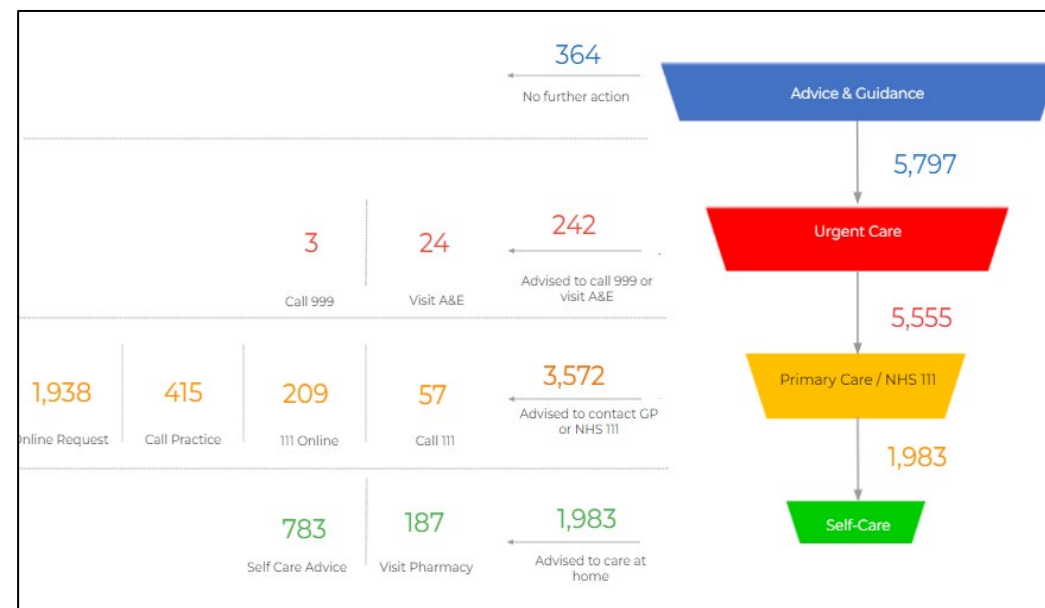 364
No further action
Advice & Guidance
5,797
3
Call 999
24
Visit A&E
242
Advised to call 999 or
visit A&E
Urgent Care
5,555
1,938
Online Request
415
Call Practice
209
111 Online
57
Call 111
3,572
Advised to contact GP
or NHS 111
Primary Care / NHS 111
1,983
783
Self Care Advice
187
Visit Pharmacy
1,983
Advised to care at
home
Self-Care